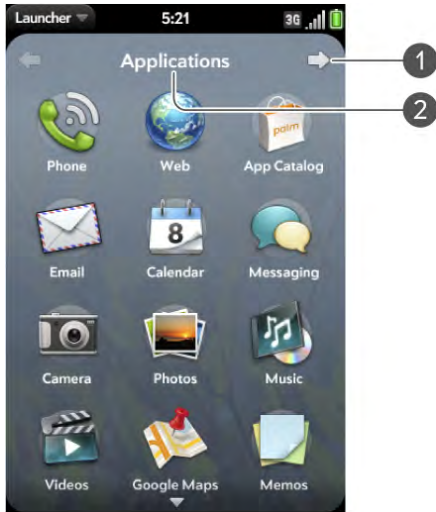 Launcher 5:21 3G
Applications 1
2
Phone Web App Catalog
palm
8
Email Calendar Messaging
Camera Photos Music
Videos Google Maps Memos